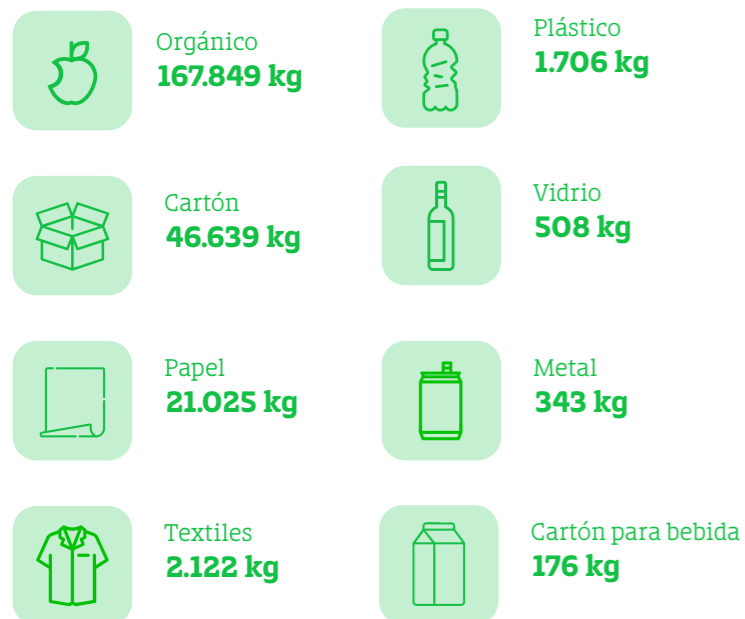 Orgánico
167.849 kg
Plástico
1.706 kg
Cartón
46.639 kg
Vidrio
508 kg
Papel
21.025 kg
Metal
343 kg
Textiles
2.122 kg
Cartón para bebida
176 kg